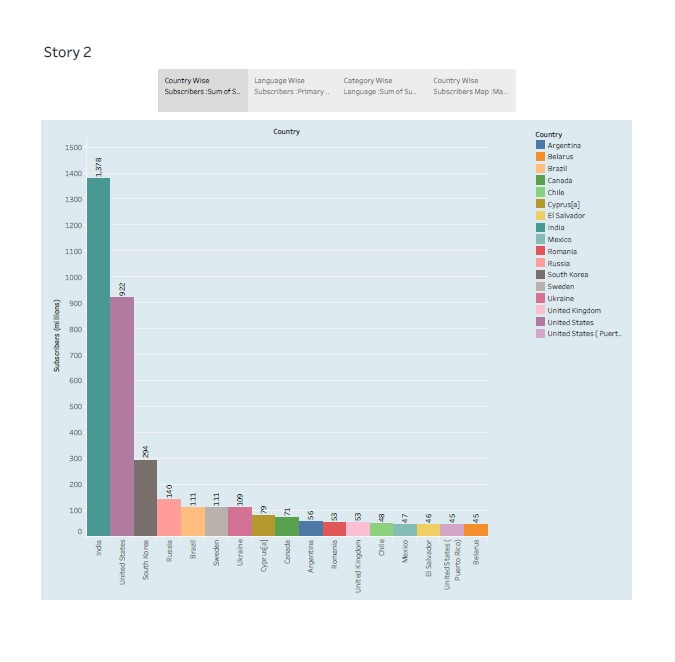 Story 2
Country Wise
Subscribers :Sum of S..
Language Wise
Subscribers :Primary ..
Category Wise
Language :Sum of Su..
Country Wise
Subscribers Map :Ma..
Country
Subscribers (millions)
1500
1400
1300
1200
1100
1000
900
800
700
600
500
400
300
200
100
0
1,378
922
294
140
111
111
109
79
71
56
53
53
48
47
46
45
45
India
United States
South Korea
Russia
Brazil
Sweden
Ukraine
Cyprus[a]
Canada
Argentina
Romania
United Kingdom
Chile
Mexico
El Salvador
United States (
Puerto Rico)
Belarus
Country
Argentina
Belarus
Brazil
Canada
Chile
Cyprus[a]
El Salvador
India
Mexico
Romania
Russia
South Korea
Sweden
Ukraine
United Kingdom
United States
United States ( Puert..